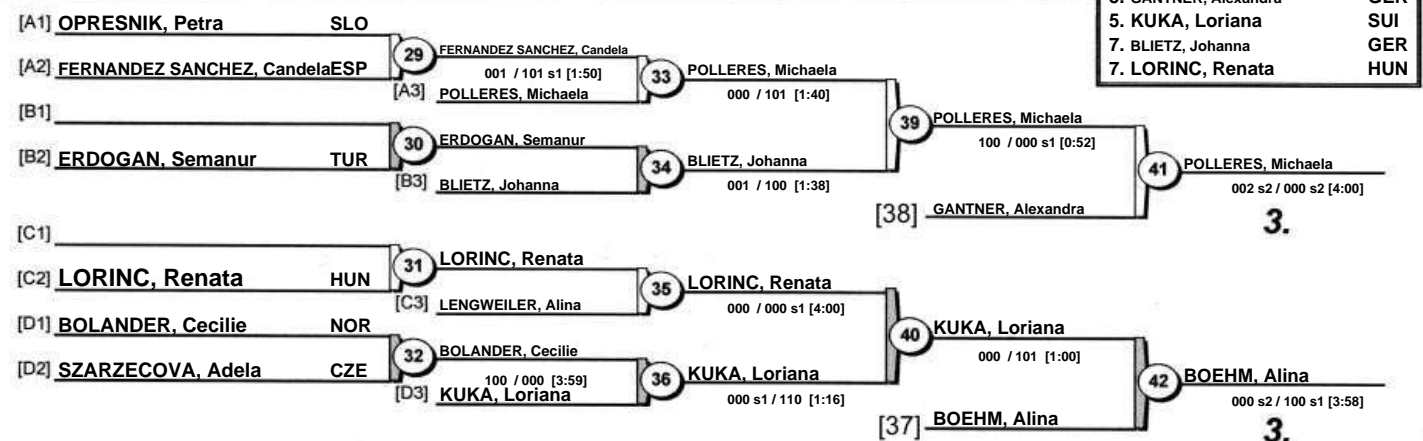 3. GANTNER, Alexandra GER
5. KUKA, Loriana SUI
7. BLIETZ, Johanna GER
7. LORINC, Renata HUN
[A1] OPRESNIK, Petra SLO
29 FERNANDEZ SANCHEZ, Candela
001 / 101 s1 [1:50]
[A2] FERNANDEZ SANCHEZ, Candela ESP
[A3] POLLERES, Michaela
33 POLLERES, Michaela
000 / 101 [1:40]
[B1]
30 ERDOGAN, Semanur
[B2] ERDOGAN, Semanur TUR
[B3] BLIETZ, Johanna
34 BLIETZ, Johanna
001 / 100 [1:38]
39 POLLERES, Michaela
100 / 000 s1 [0:52]
[38] GANTNER, Alexandra
41 POLLERES, Michaela
002 s2 / 000 s2 [4:00]
3.
[C1]
31 LORINC, Renata
[C2] LORINC, Renata HUN
[C3] LENGWEILER, Alina
35 LORINC, Renata
000 / 000 s1 [4:00]
[D1] BOLANDER, Cecilie NOR
32 BOLANDER, Cecilie
100 / 000 [3:59]
[D2] SZARZECOVA, Adela CZE
[D3] KUKA, Loriana
36 KUKA, Loriana
000 s1 / 110 [1:16]
40 KUKA, Loriana
000 / 101 [1:00]
[37] BOEHM, Alina
42 BOEHM, Alina
000 s2 / 100 s1 [3:58]
3.